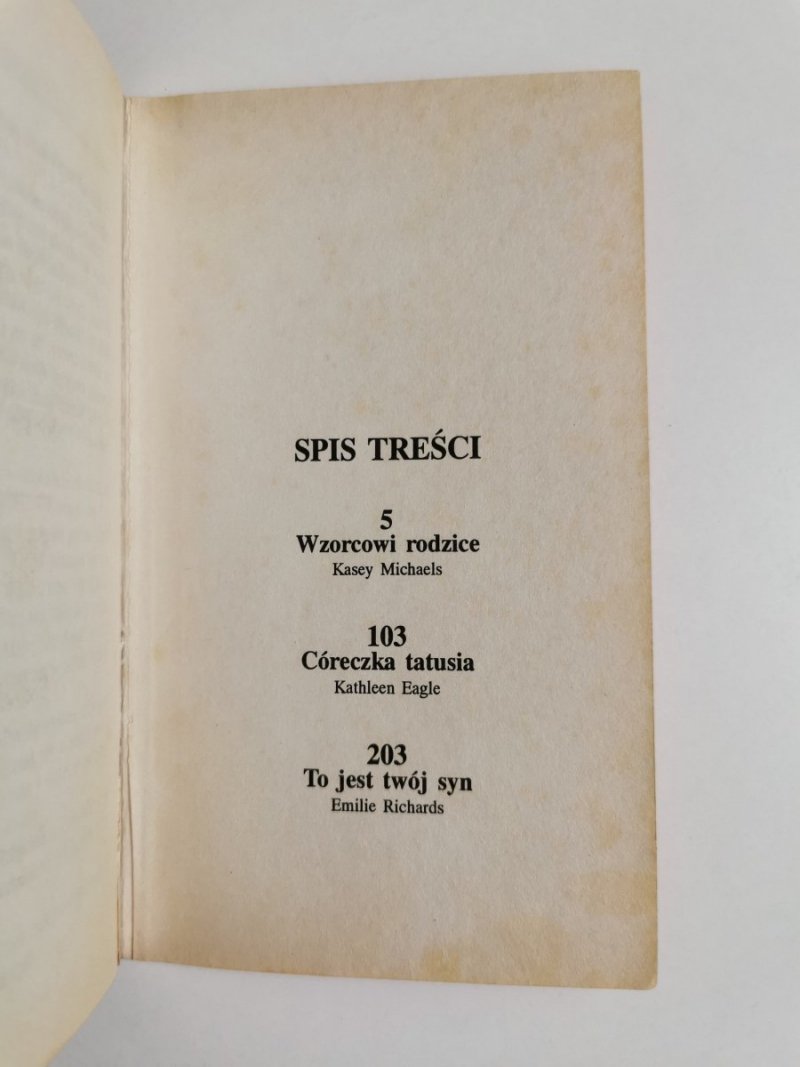 SPIS TREŚCI
5
Wzorcowi rodzice
Kasey Michaels
103
Córeczka tatusia
Kathleen Eagle
203
To jest twój syn
Emilie Richards